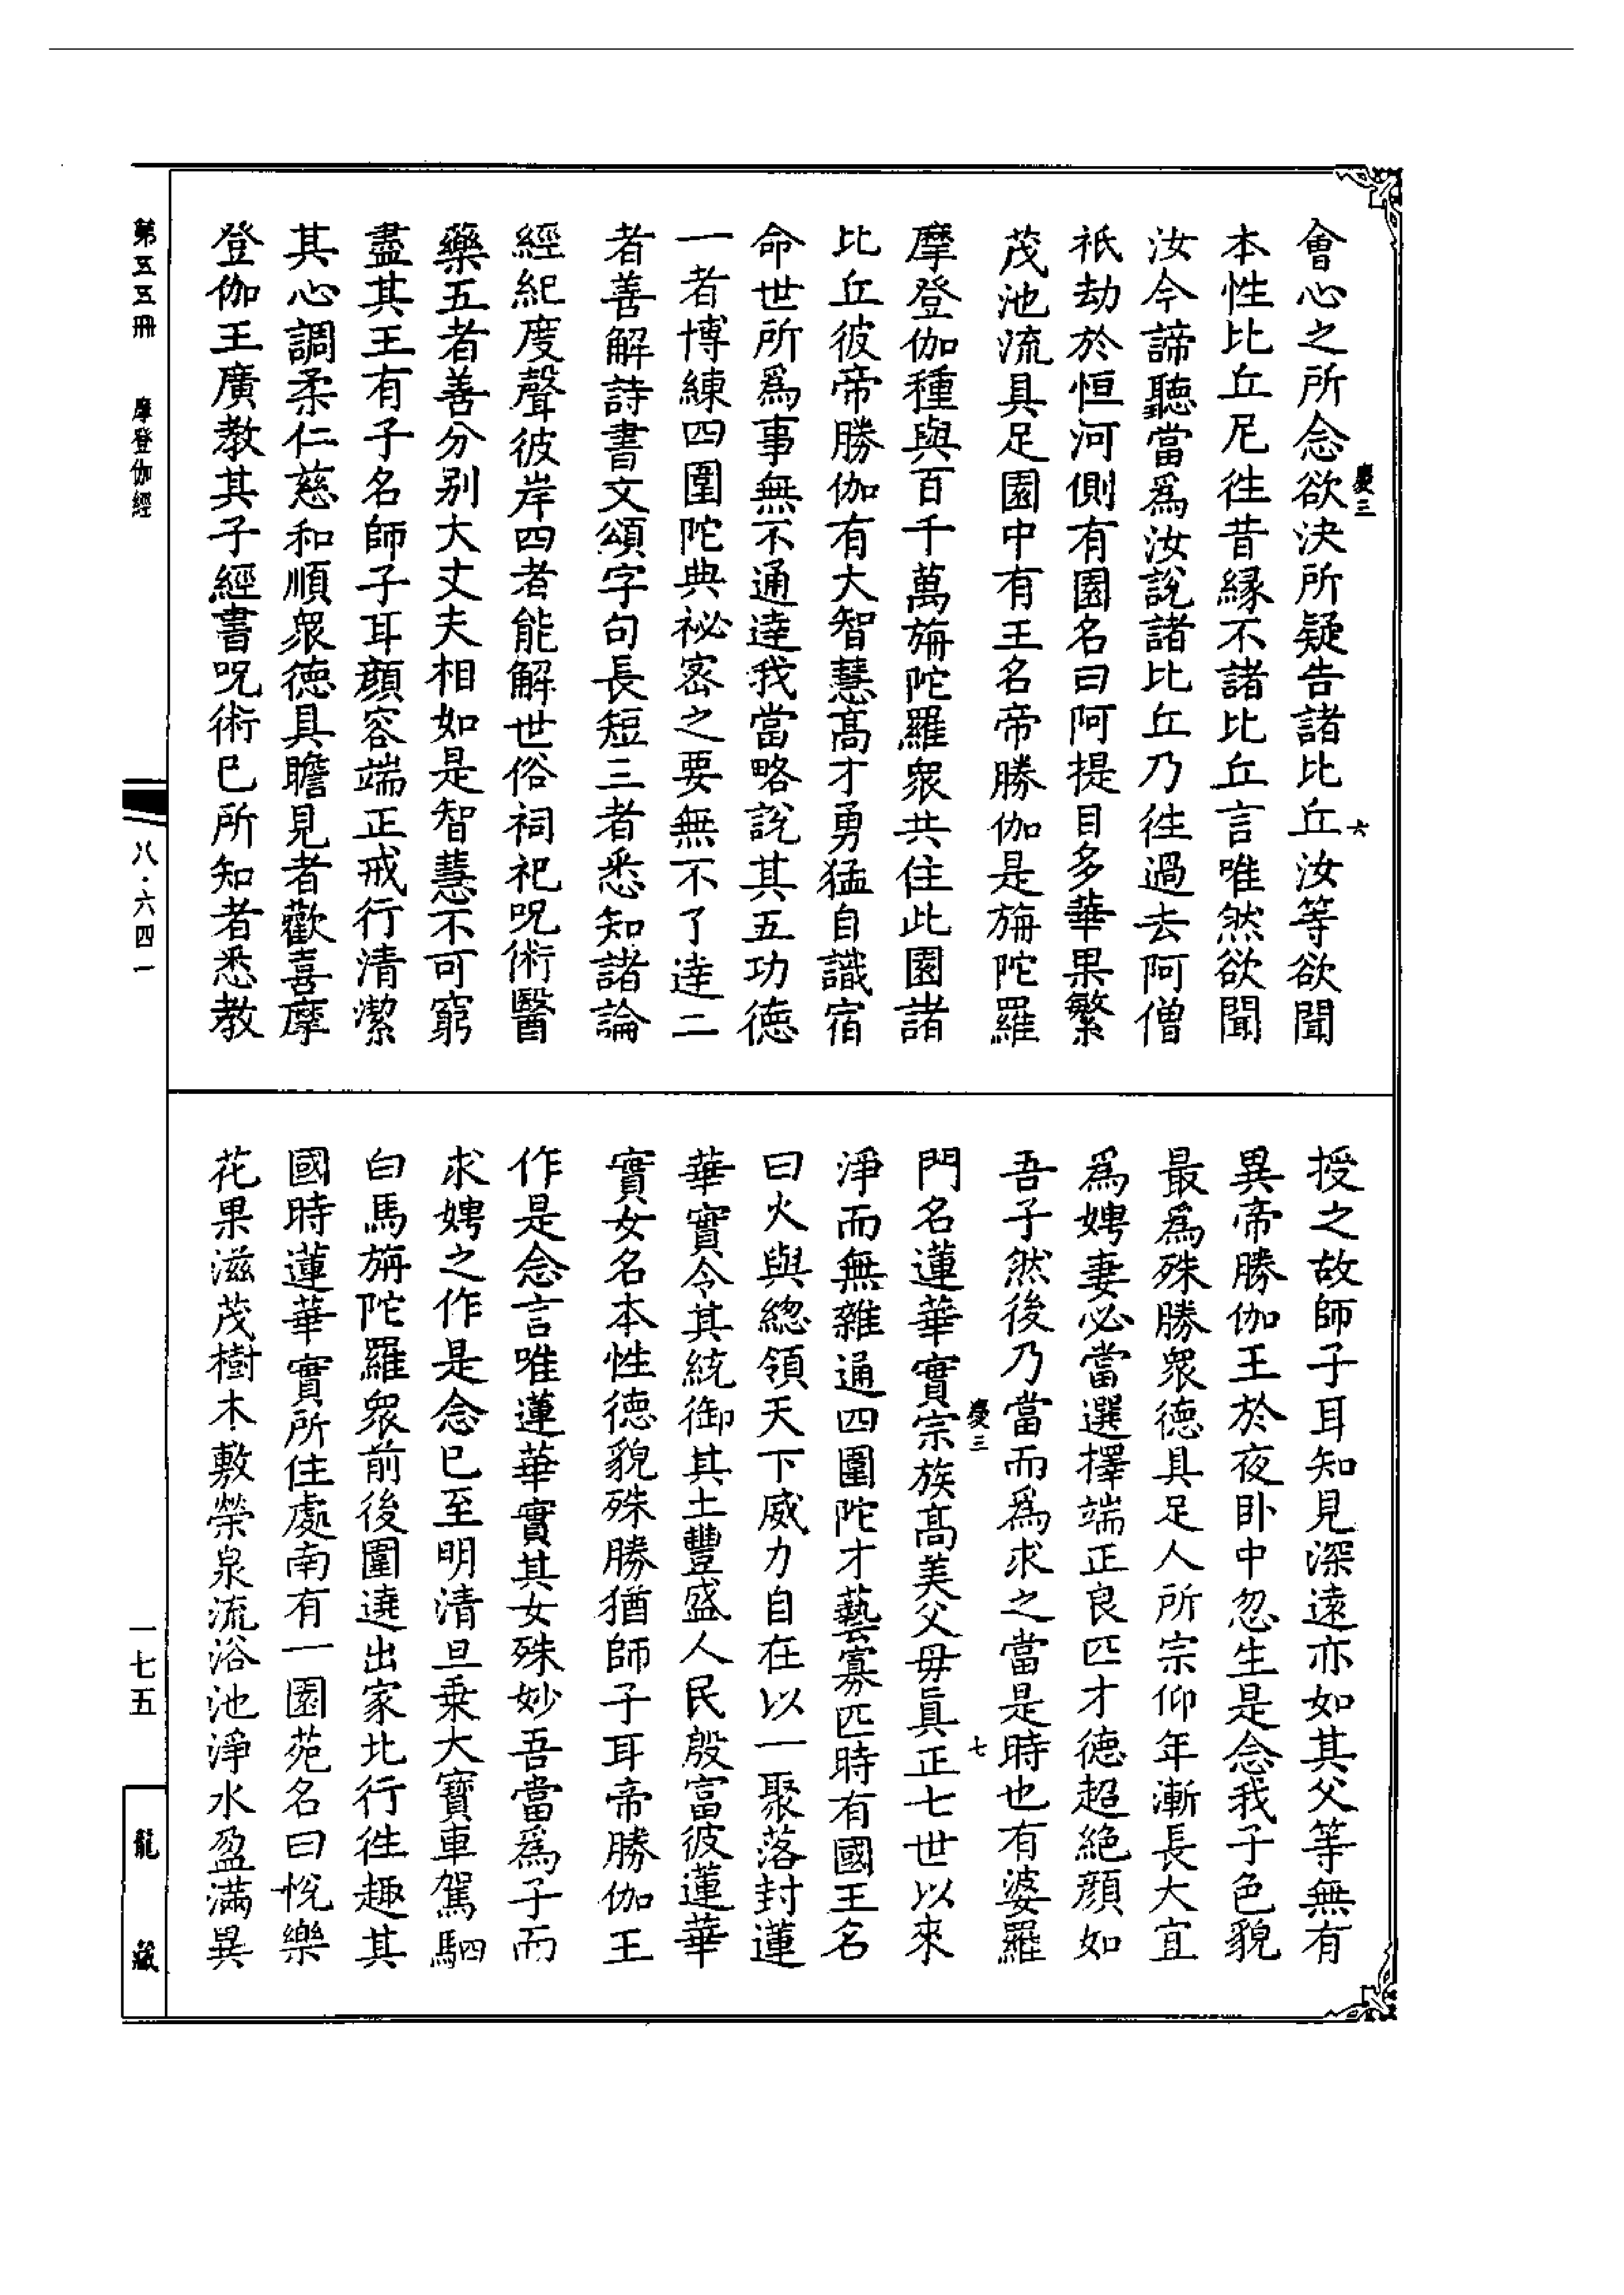 會心之所念欲決所疑告諸比丘汝等欲聞
本性比丘尼徃昔縁不諸比丘言唯然欲聞
汝今諦聽當爲汝說諸比丘乃徃過去阿僧
祇劫於恒河側有園名曰阿提目多華果繁
茂池流具足園中有王名帝勝伽是旃陀羅
摩登伽種與百千萬旃陀羅衆共住此園諸
比丘彼帝勝伽有大智慧髙才勇猛自識宿
命世所爲事無不通達我當略說其五功德
一者博練四圍陀典祕密之要無不了達二
者善解詩書文頌字句長短三者悉知諸論
經紀度聲彼岸四者能解世俗祠祀呪術醫
藥五者善分别大丈夫相如是智慧不可窮
盡其王有子名師子耳顔容端正戒行清潔
其心調柔仁慈和順衆德具瞻見者歡喜摩
登伽王廣教其子經書呪術已所知者悉教
授之故師子耳知見深遠亦如其父等無有
異帝勝伽王於夜卧中忽生是念我子色貌
最爲殊勝衆德具足人所宗仰年漸長大宜
爲娉妻必當選擇端正良匹才德超絶顔如
吾子然後乃當而爲求之當是時也有婆羅
門名蓮華實宗族髙美父母眞正七世以來
淨而無雜通四圍陀才藝寡匹時有國王名
曰火與緫領天下威力自在以一聚落封蓮
華實令其統御其土豐盛人民殷富彼蓮華
實女名本性德貌殊勝猶師子耳帝勝伽王
作是念言唯蓮華實其女殊妙吾當爲子而
求娉之作是念已至明清旦乗大寳車駕駟
白馬旃陀羅衆前後圍遶出家北行徃趣其
國時蓮華實所住處南有一園苑名曰悅樂
花果滋茂樹木敷榮泉流浴池淨水盈滿異
慶三
六
慶三
七
第五五冊
摩登伽經
八·六四一
一七五
龍藏